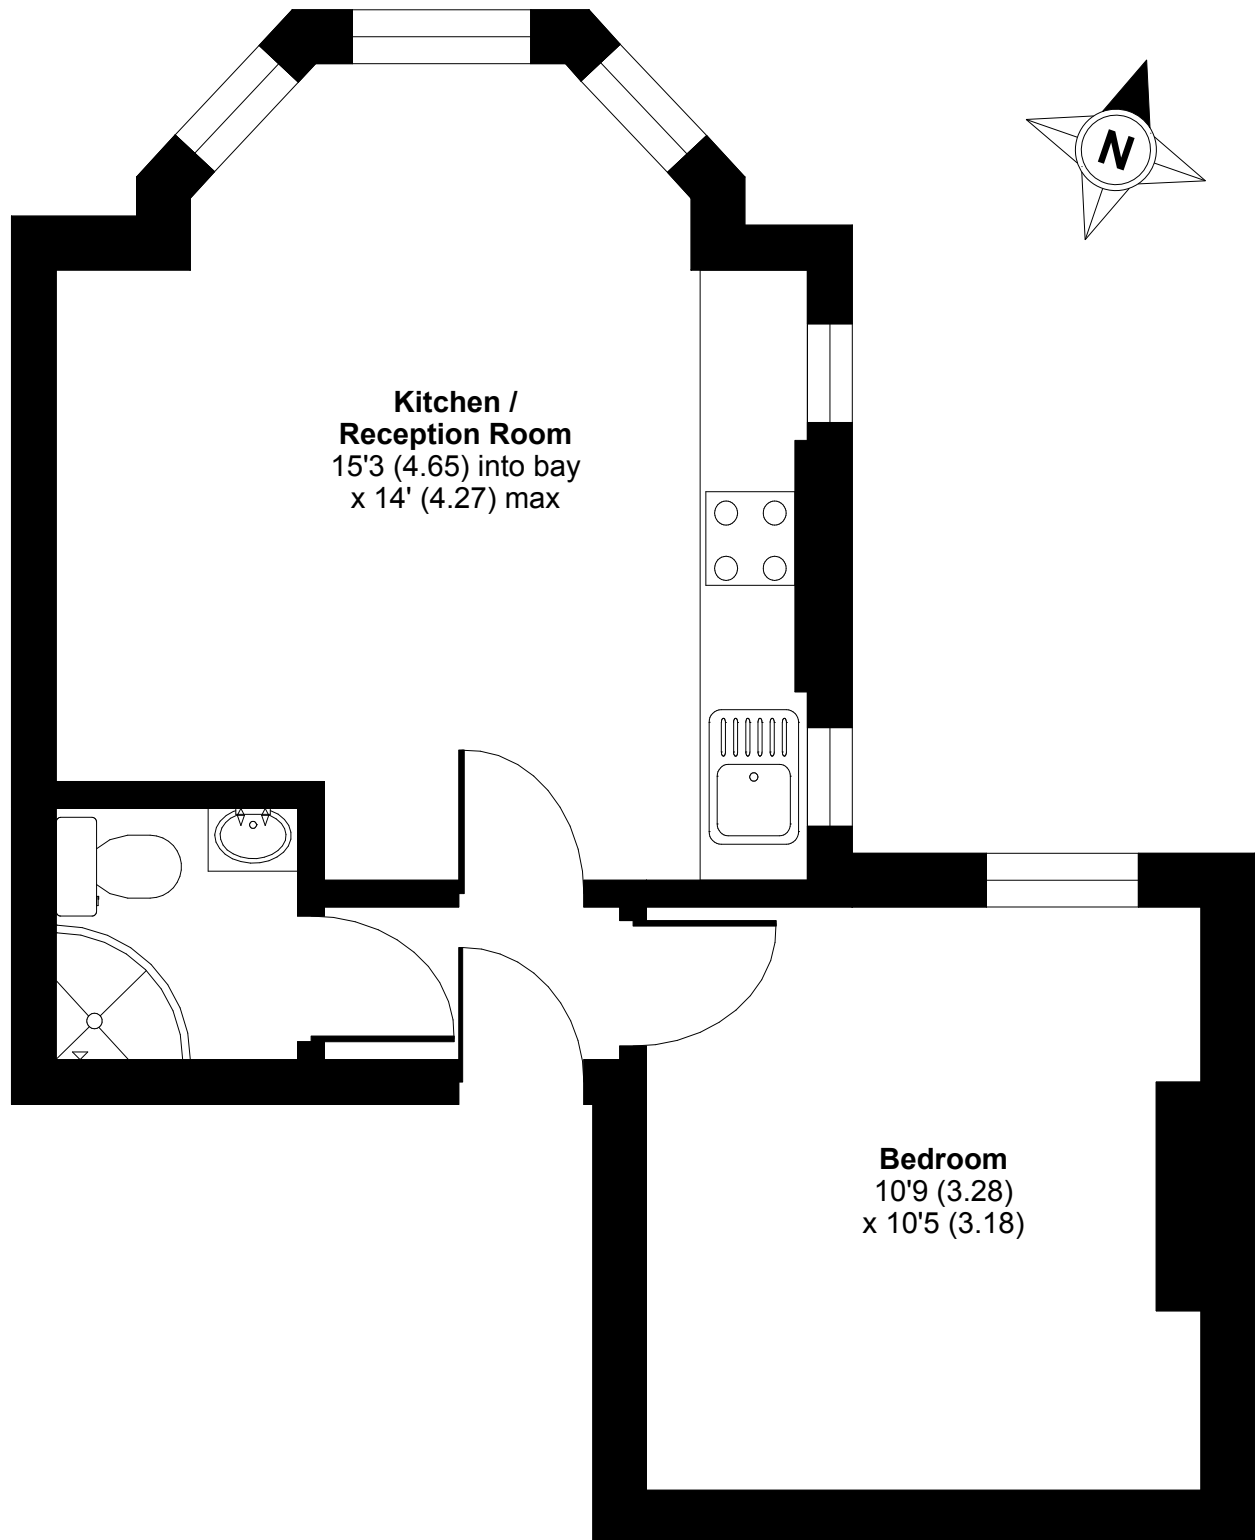 N
Kitchen /
Reception Room
15'3 (4.65) into bay
x 14' (4.27) max
Bedroom
10'9 (3.28)
x 10'5 (3.18)